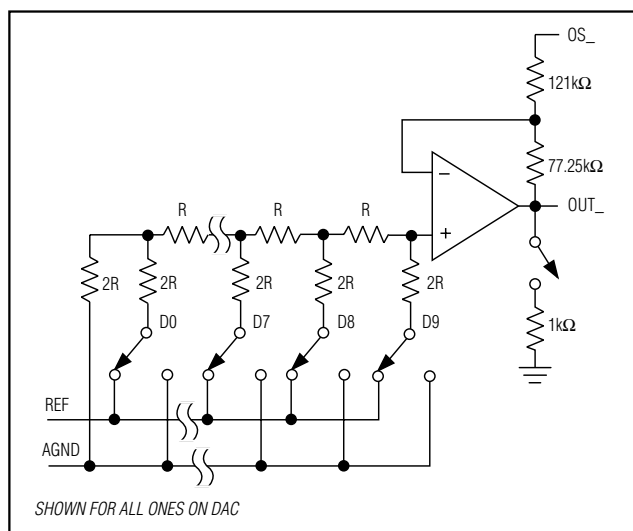 OS_
121kΩ
77.25kΩ
−
+
OUT_
R
R
R
2R
2R
2R
2R
2R
D0
D7
D8
D9
1kΩ
REF
AGND
SHOWN FOR ALL ONES ON DAC